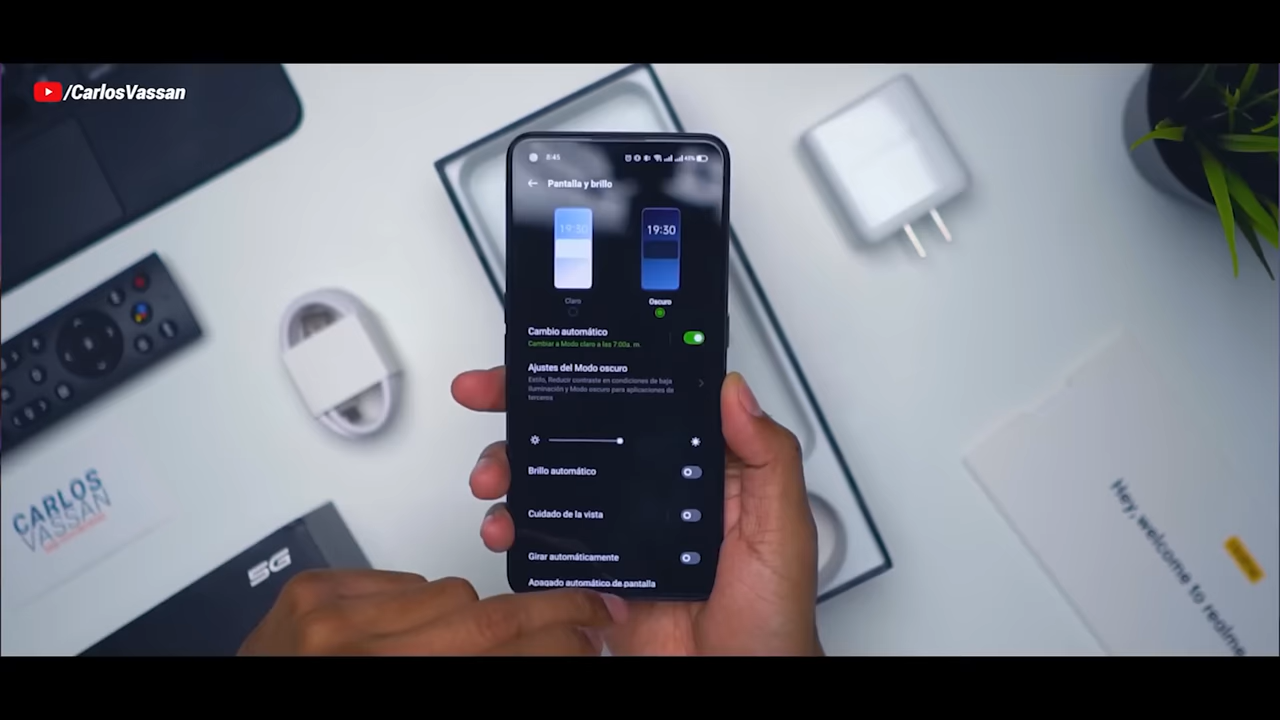 /CarlosVassan
8:45
43%
Pantalla y brillo
19:30
19:30
Claro
Oscuro
Cambio automático
Cambiar a Modo claro a las 7:00a. m.
Ajustes del Modo oscuro
Estilo, Reducir contraste en condiciones de baja
iluminación y Modo oscuro para aplicaciones de
terceros
Brillo automático
Cuidado de la vista
Girar automáticamente
Apagado automático de pantalla
CARLOS
VASSAN
5G
Hey, welcome to realme